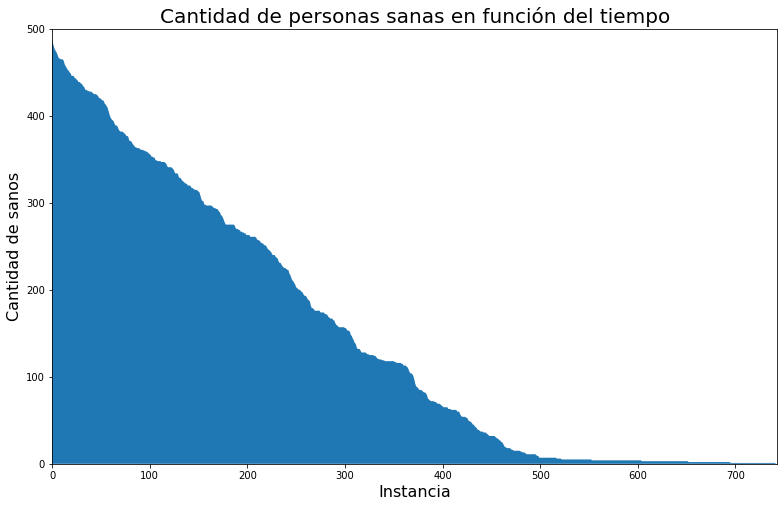 Cantidad de personas sanas en función del tiempo
Cantidad de sanos
500
400
300
200
100
0
0 100 200 300 400 500 600 700
Instancia